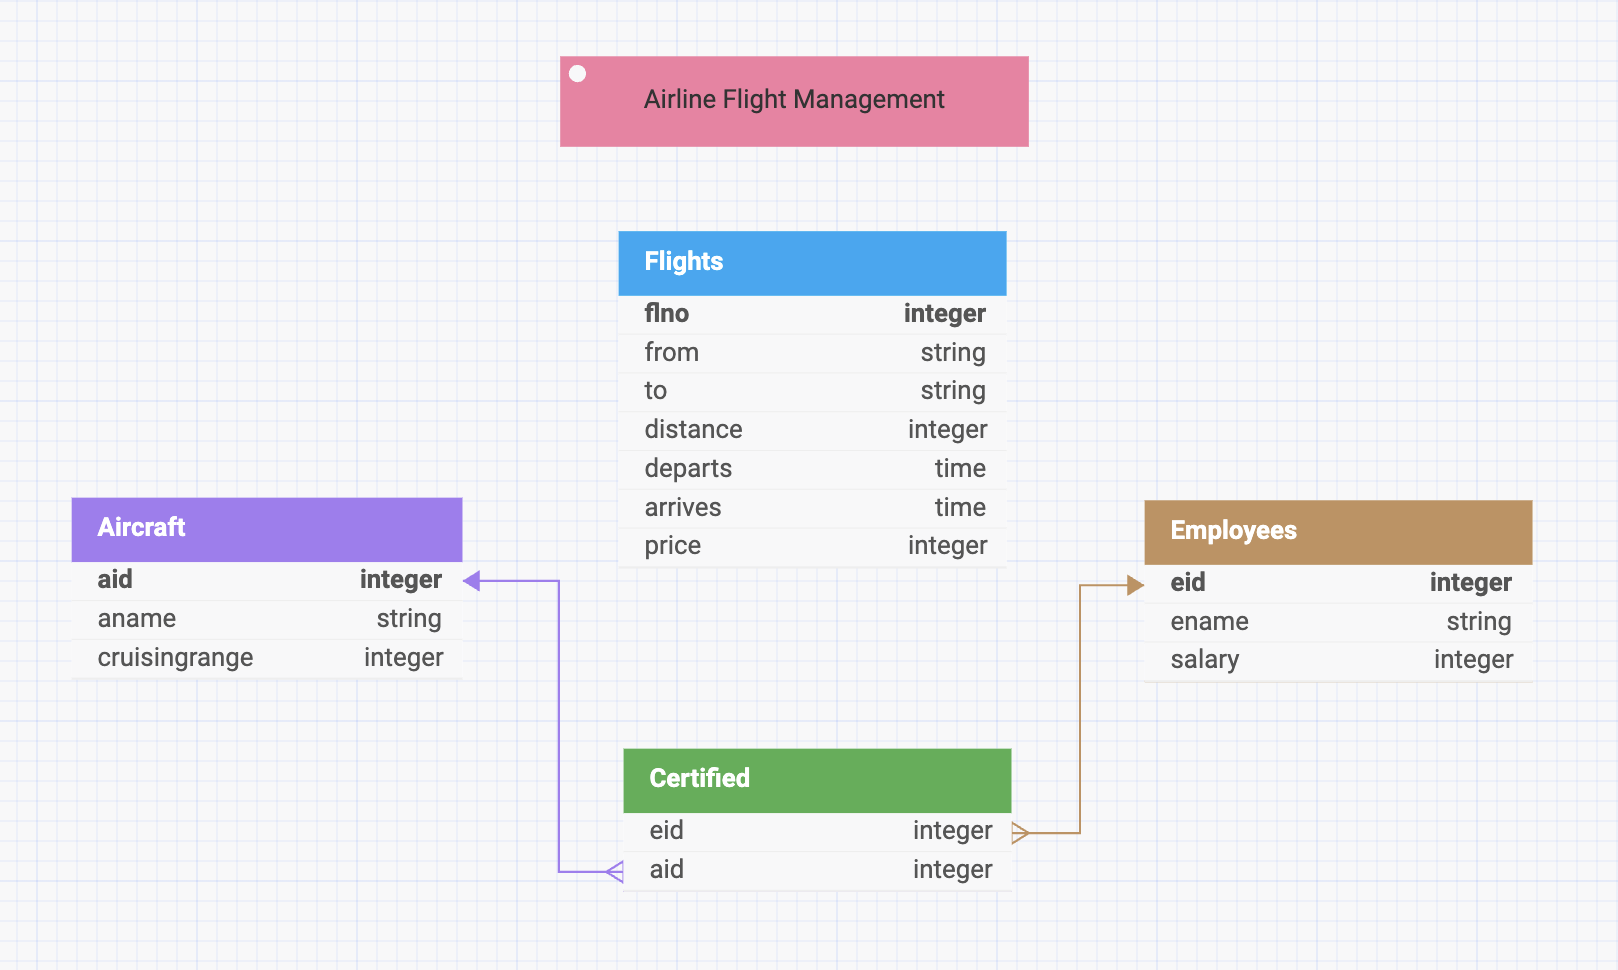 Airline Flight Management
Flights
flno integer
from string
to string
distance integer
departs time
arrives time
price integer
Aircraft
aid integer
aname string
cruisingrange integer
Employees
eid integer
ename string
salary integer
Certified
eid integer
aid integer